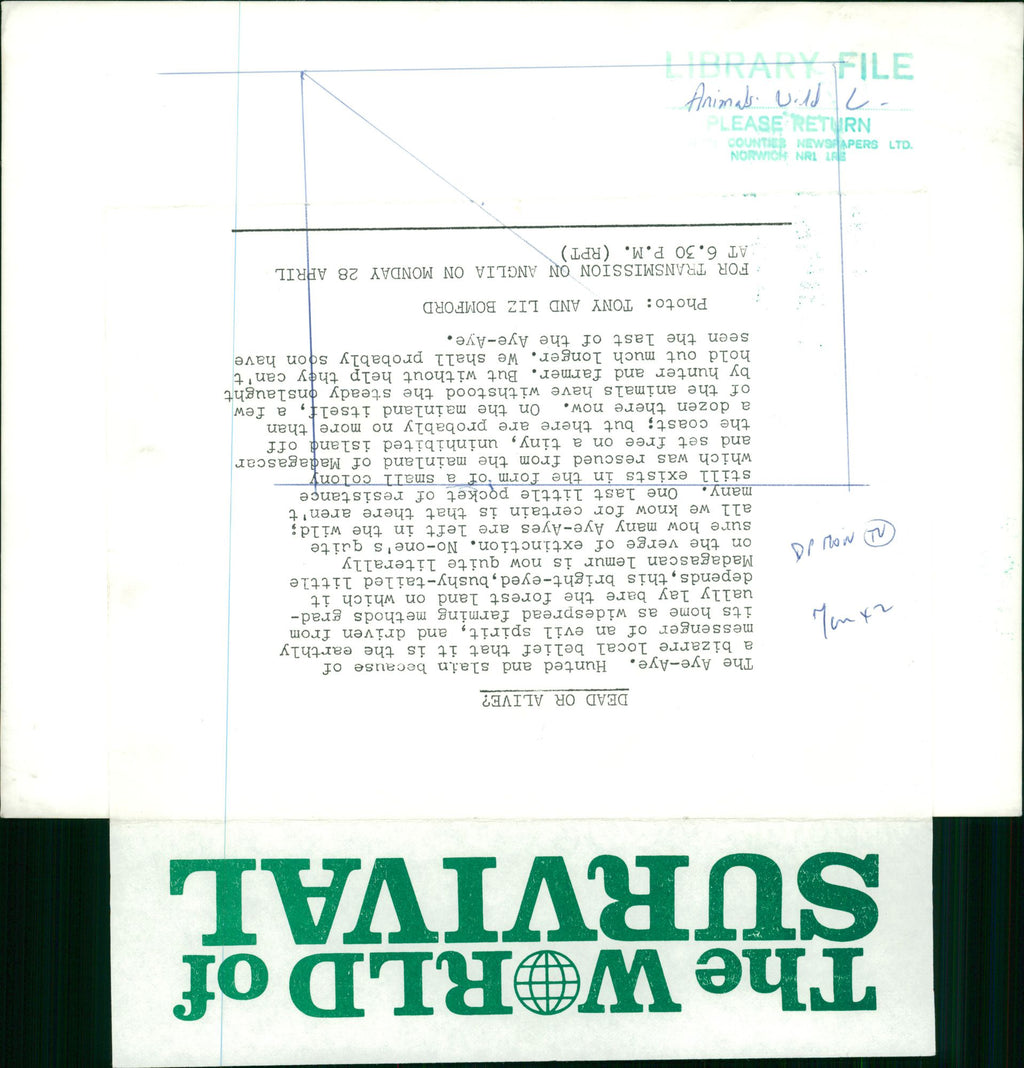 LIBRARY FILE
Animals Wild L -
PLEASE RETURN
COUNTIES NEWSPAPERS LTD.
NORWICH NR1 1RE
The WORLD of
SURVIVAL
DEAD OR ALIVE?
The Aye-Aye. Hunted and slain because of
a bizarre local belief that it is the earthly
messenger of an evil spirit, and driven from
its home as widespread farming methods grad-
ually lay bare the forest land on which it
depends, this bright-eyed, bushy-tailed little
Madagascan lemur is now quite literally
on the verge of extinction. No-one's quite
sure how many Aye-Ayes are left in the wild;
all we know for certain is that there aren't
many. One last little pocket of resistance
still exists in the form of a small colony
which was rescued from the mainland of Madagascar
and set free on a tiny, uninhibited island off
the coast; but there are probably no more than
a dozen there now. On the mainland itself, a few
of the animals have withstood the steady onslaught
by hunter and farmer. But without help they can't
hold out much longer. We shall probably soon have
seen the last of the Aye-Aye.
Photo: TONY AND LIZ BOMFORD
FOR TRANSMISSION ON ANGLIA ON MONDAY 28 APRIL
AT 6.30 P.M. (RPT)
TV